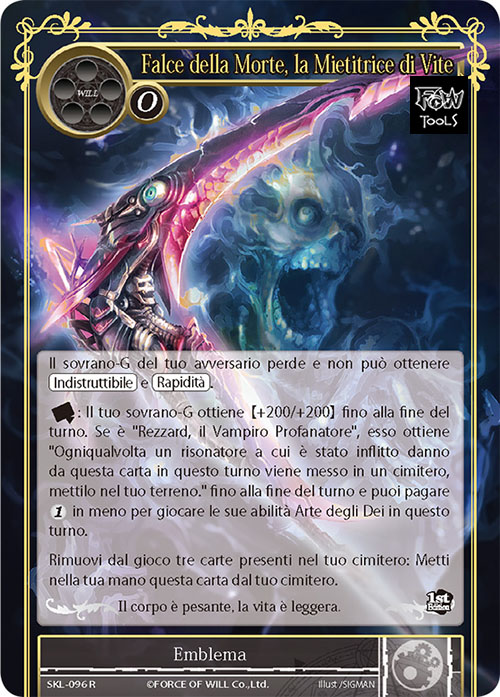 Falce della Morte, la Mietitrice di Vite
WILL
0
FoW
TOOLS
Il sovrano-G del tuo avversario perde e non può ottenere
Indistruttibile e Rapidità.
: Il tuo sovrano-G ottiene [+200/+200] fino alla fine del
turno. Se è "Rezzard, il Vampiro Profanatore", esso ottiene
"Ogniqualvolta un risonatore a cui è stato inflitto danno
da questa carta in questo turno viene messo in un cimitero,
mettilo nel tuo terreno." fino alla fine del turno e puoi pagare
1 in meno per giocare le sue abilità Arte degli Dei in questo
turno.
Rimuovi dal gioco tre carte presenti nel tuo cimitero: Metti
nella tua mano questa carta dal tuo cimitero.
Il corpo è pesante, la vita è leggera.
1st
Edition
Emblema
SKL-096 R ©FORCE OF WILL Co.,Ltd. Illust/SIGMAN